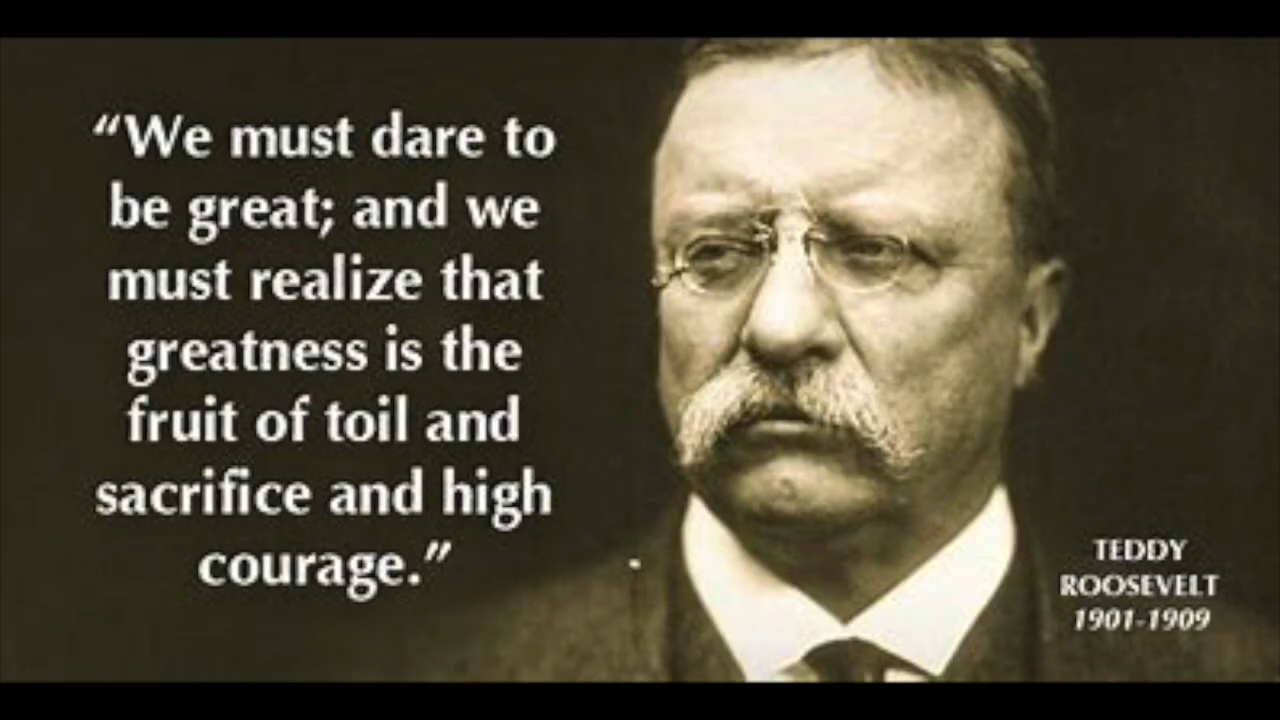 “We must dare to
be great; and we
must realize that
greatness is the
fruit of toil and
sacrifice and high
courage.”
TEDDY
ROOSEVELT
1901-1909